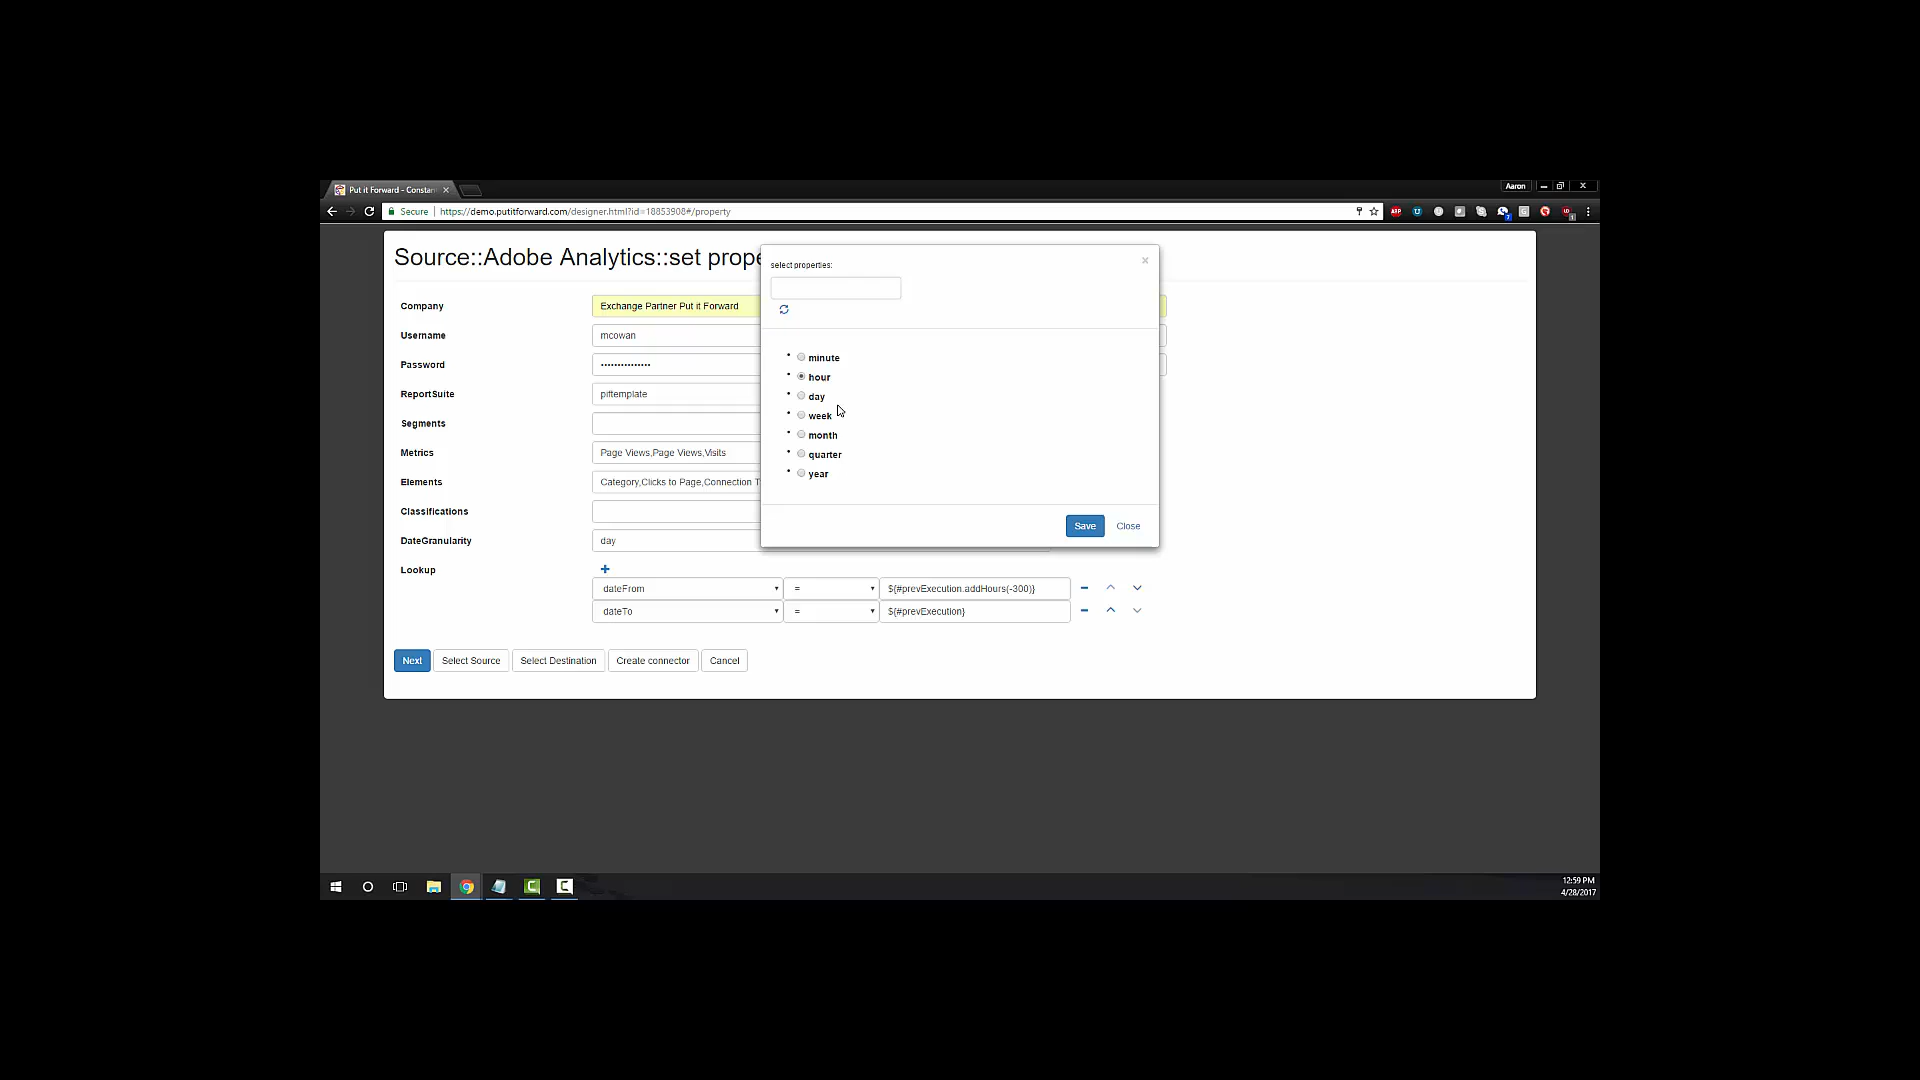 Put it Forward - Constan
Aaron
Secure | https://demo.putitforward.com/designer.html?id=18853908#/property
Source::Adobe Analytics::set prope
select properties:
Company
Exchange Partner Put it Forward
Username
mcowan
Password
ReportSuite
piftemplate
Segments
Metrics
Page Views,Page Views,Visits
Elements
Category,Clicks to Page,Connection T
Classifications
DateGranularity
day
minute
hour
day
week
month
quarter
year
Save Close
Lookup
dateFrom = ${#prevExecution.addHours(-300)}
dateTo = ${#prevExecution}
Next Select Source Select Destination Create connector Cancel
12:59 PM
4/28/2017